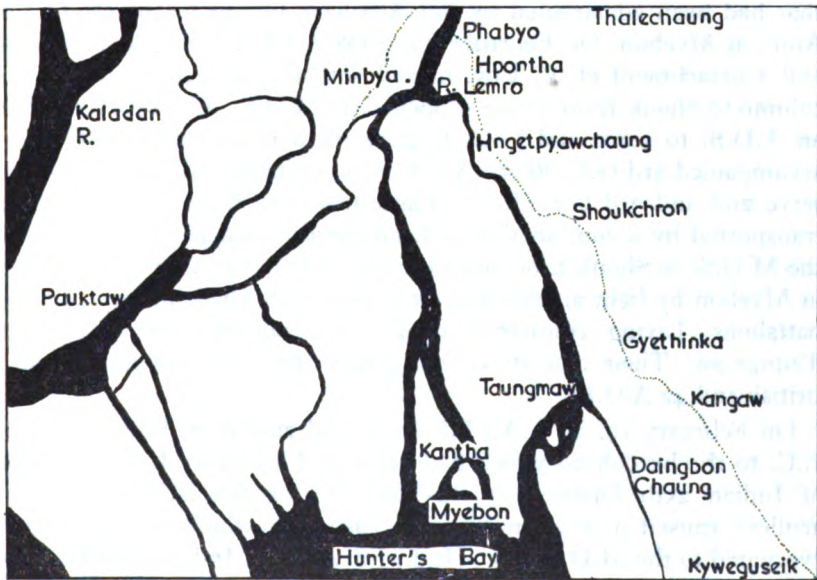 Thalechaung
Phabyo
Hpontha
Minbya
R. Lemro
Kaladan
R.
Hngetpyawchaung
Shoukchron
Pauktaw
Gyethinka
Taungmaw
Kangaw
Kantha
Daingbon
Chaung
Myebon
Hunter's Bay
Kyweguseik